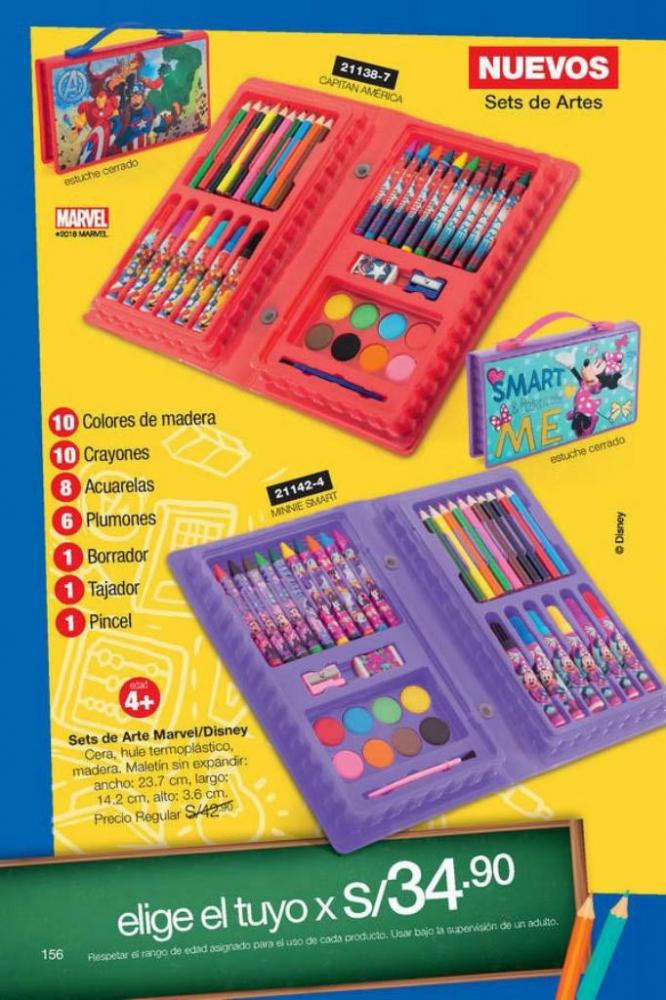 NUEVOS
Sets de Artes
21138-7
CAPITAN AMÉRICA
estuche cerrado
MARVEL
SMART
ME
estuche cerrado
10 Colores de madera
10 Crayones
8 Acuarelas
6 Plumones
1 Borrador
1 Tajador
1 Pincel
21142-4
MINNIE SMART
© Disney
edad
4+
Sets de Arte Marvel/Disney
Cera, hule termoplástico,
madera. Maletín sin expandir:
ancho: 23.7 cm, largo:
14.2 cm, alto: 3.6 cm.
Precio Regular S/42.90
elige el tuyo x S/34.90
156
Respetar el rango de edad asignado para el uso de cada producto. Usar bajo la supervisión de un adulto.